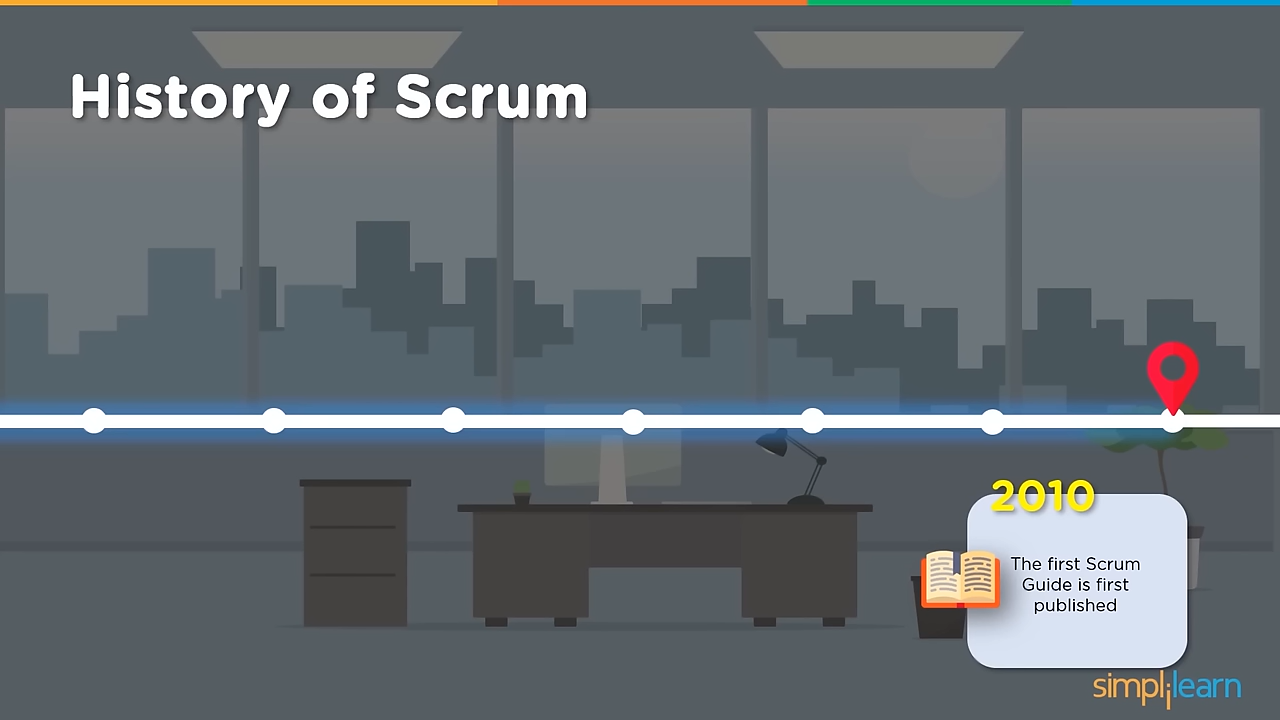 History of Scrum
2010
The first Scrum
Guide is first
published
simplilearn